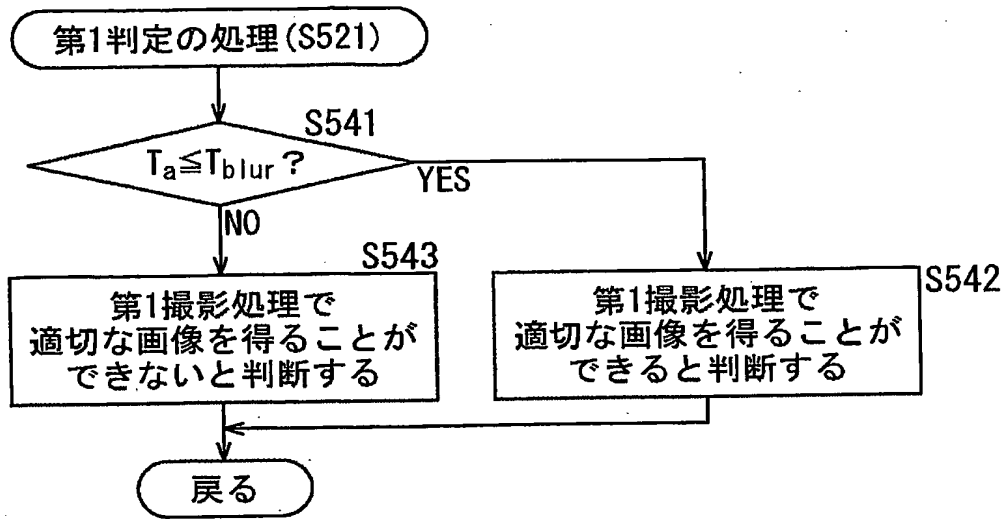 第1判定の処理(S521)
S541
Ta≦Tblur?
YES
NO
S543
第1撮影処理で
適切な画像を得ることが
できないと判断する
S542
第1撮影処理で
適切な画像を得ることが
できると判断する
戻る